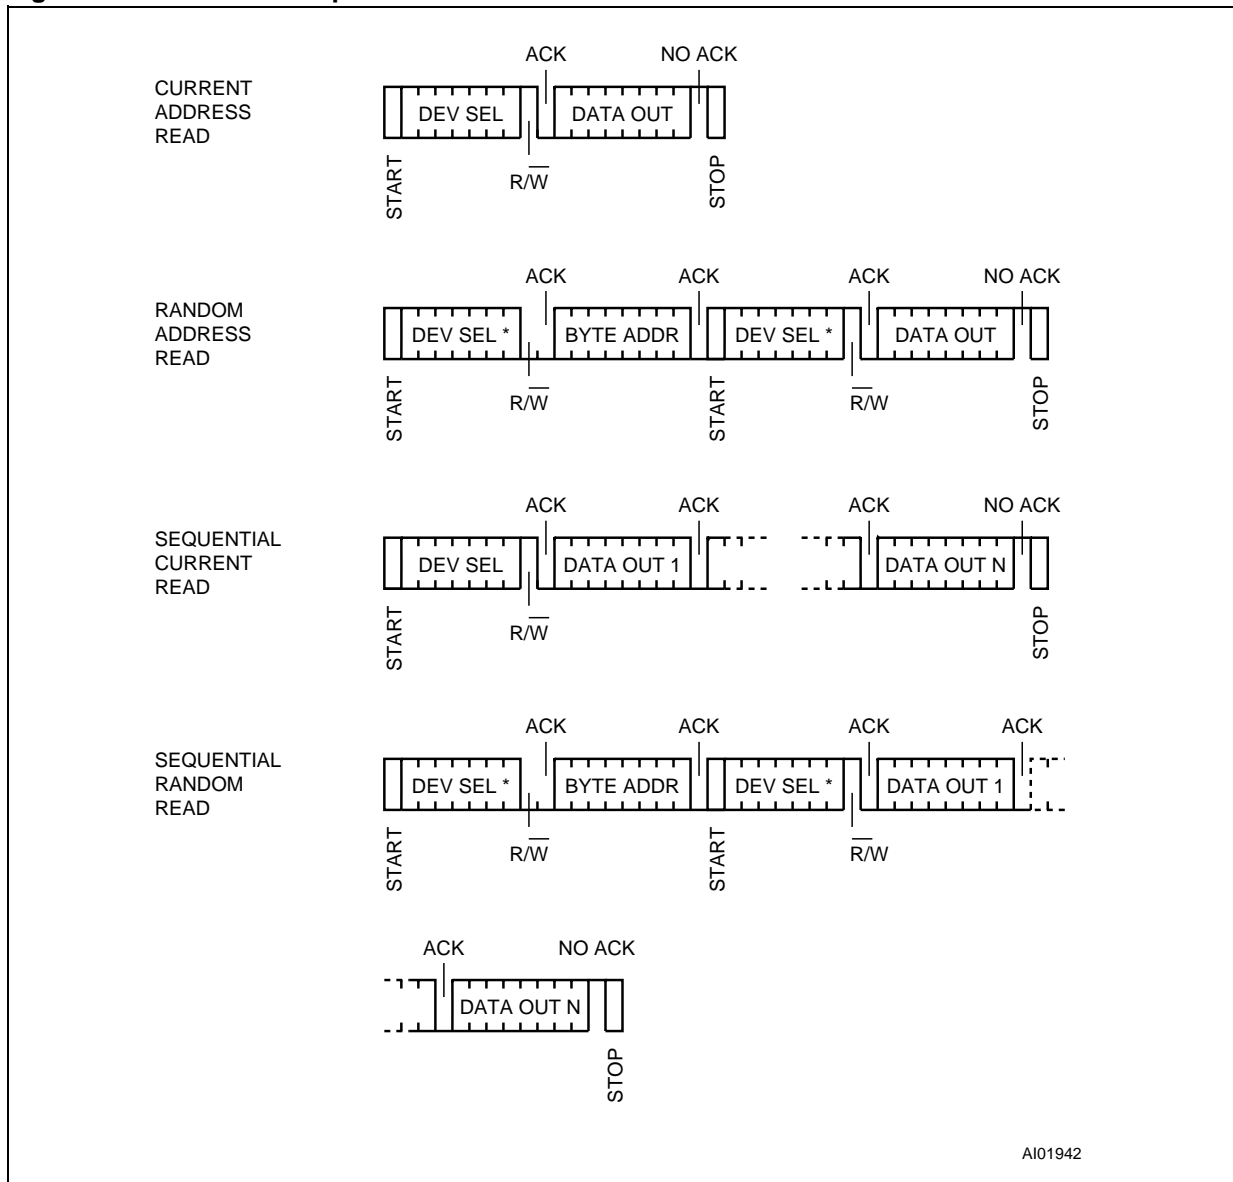 ACK NO ACK
CURRENT
ADDRESS
READ
DEV SEL DATA OUT
R/W̅
START STOP
ACK ACK ACK NO ACK
RANDOM
ADDRESS
READ
DEV SEL * BYTE ADDR DEV SEL * DATA OUT
R/W̅ R̅/W
START START STOP
ACK ACK ACK NO ACK
SEQUENTIAL
CURRENT
READ
DEV SEL DATA OUT 1 DATA OUT N
R/W̅
START STOP
ACK ACK ACK ACK
SEQUENTIAL
RANDOM
READ
DEV SEL * BYTE ADDR DEV SEL * DATA OUT 1
R/W̅ R̅/W
START START
ACK NO ACK
DATA OUT N
STOP
AI01942